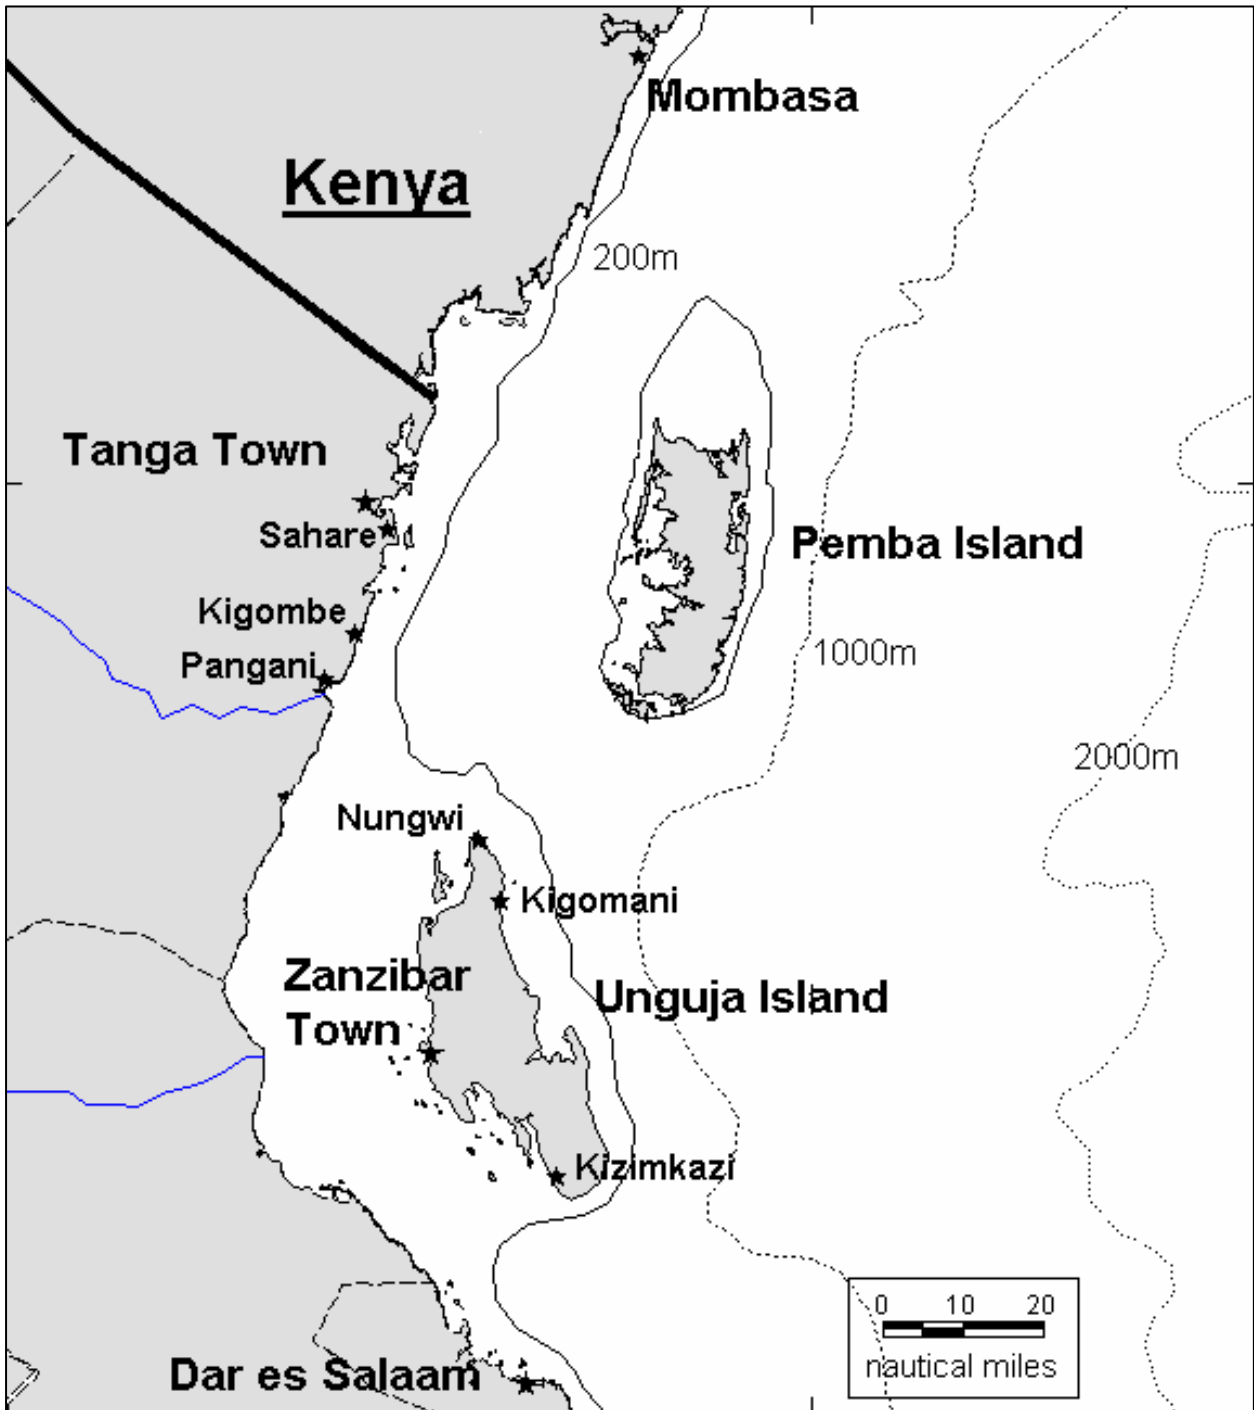 Mombasa
Kenya
200m
Tanga Town
Sahare
Pemba Island
Kigombe
1000m
Pangani
2000m
Nungwi
Kigomani
Zanzibar
Town
Unguja Island
Kizimkazi
0 10 20
nautical miles
Dar es Salaam